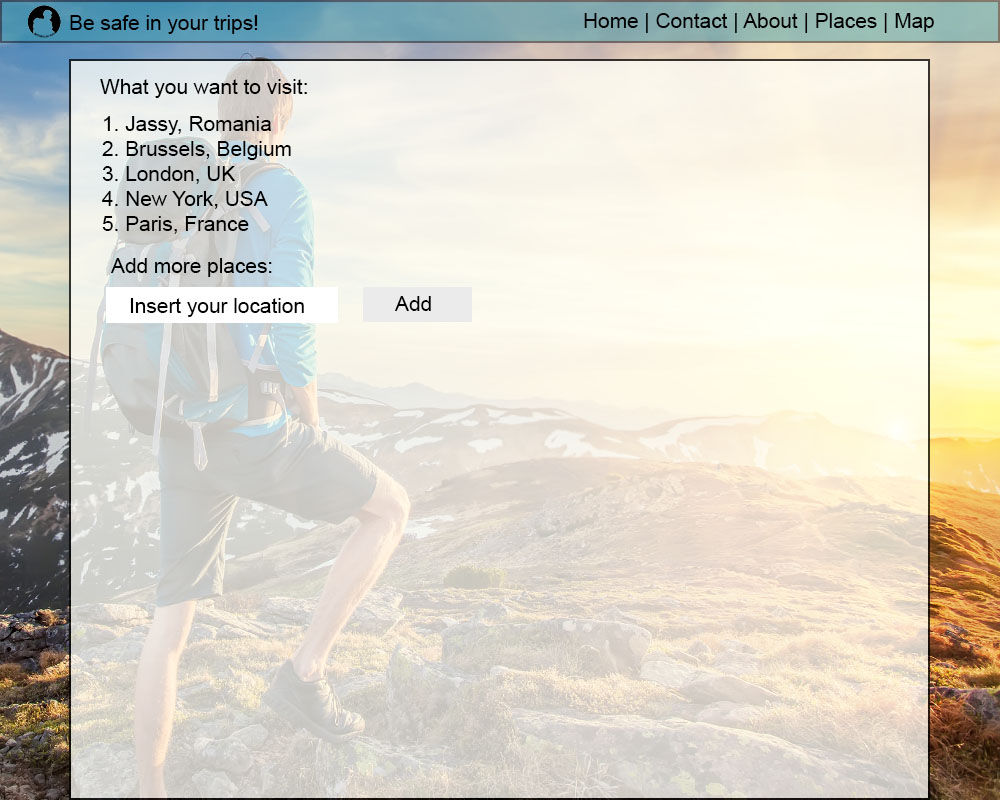 Be safe in your trips!
Home | Contact | About | Places | Map
What you want to visit:
1. Jassy, Romania
2. Brussels, Belgium
3. London, UK
4. New York, USA
5. Paris, France
Add more places:
Insert your location
Add